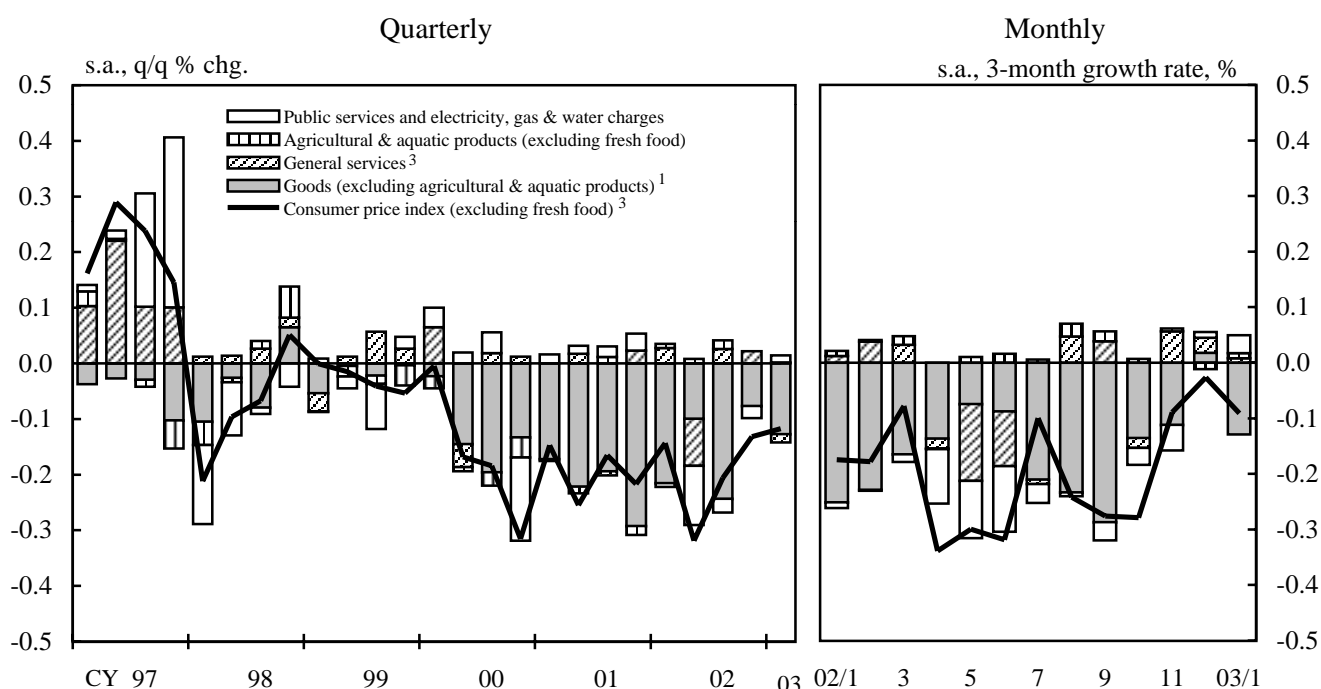 Quarterly
Monthly
s.a., q/q % chg.
s.a., 3-month growth rate, %
0.5
0.4
0.3
0.2
0.1
0.0
-0.1
-0.2
-0.3
-0.4
-0.5
Public services and electricity, gas & water charges
Agricultural & aquatic products (excluding fresh food)
General services 3
Goods (excluding agricultural & aquatic products) 1
Consumer price index (excluding fresh food) 3
0.5
0.4
0.3
0.2
0.1
0.0
-0.1
-0.2
-0.3
-0.4
-0.5
CY 97 98 99 00 01 02 03
02/1 3 5 7 9 11 03/1